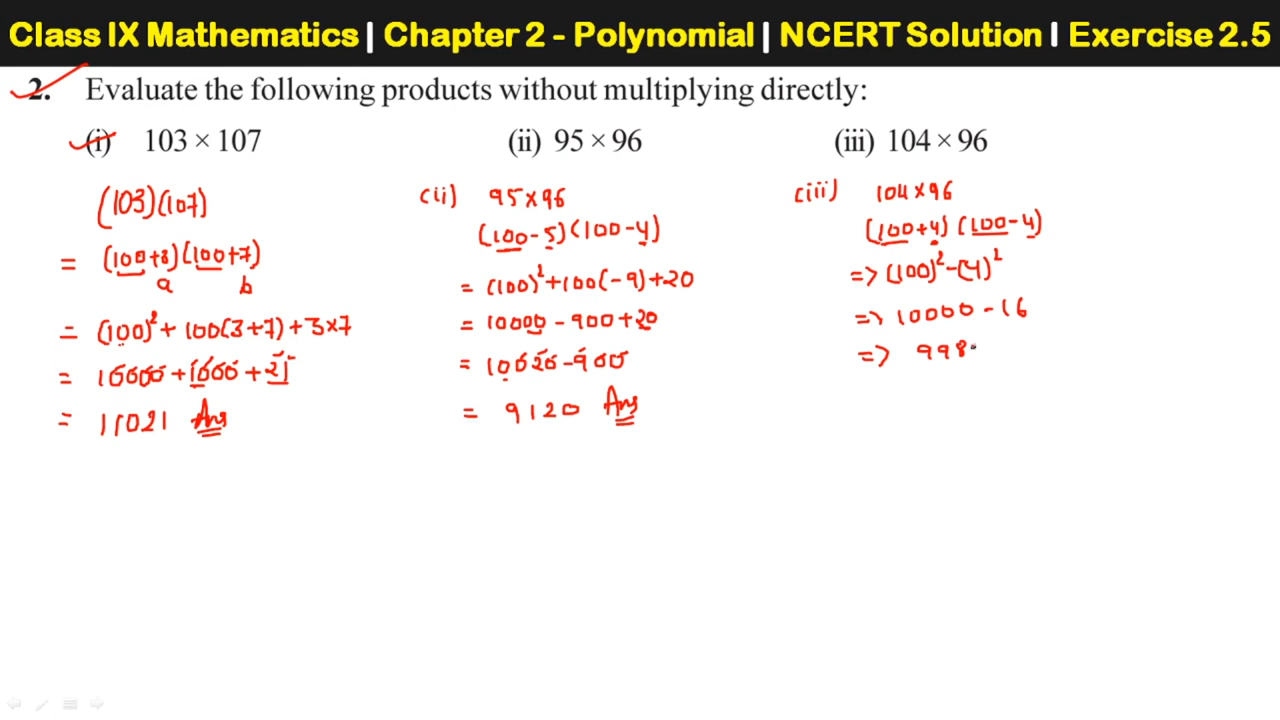 Class IX Mathematics | Chapter 2 - Polynomial | NCERT Solution I Exercise 2.5
2. Evaluate the following products without multiplying directly:
(i) 103 × 107 (ii) 95 × 96 (iii) 104 × 96
(103)(107)
= (100+3)(100+7)
a b
= (100)² + 100(3+7) + 3×7
= 10000 + 1000 + 21
= 11021 Ans
(ii) 95×96
(100-5)(100-4)
= (100)² + 100(-9) + 20
= 10000 - 900 + 20
= 10020 - 900
= 9120 Ans
(iii) 104×96
(100+4)(100-4)
=> (100)² - (4)²
=> 10000 - 16
=> 998